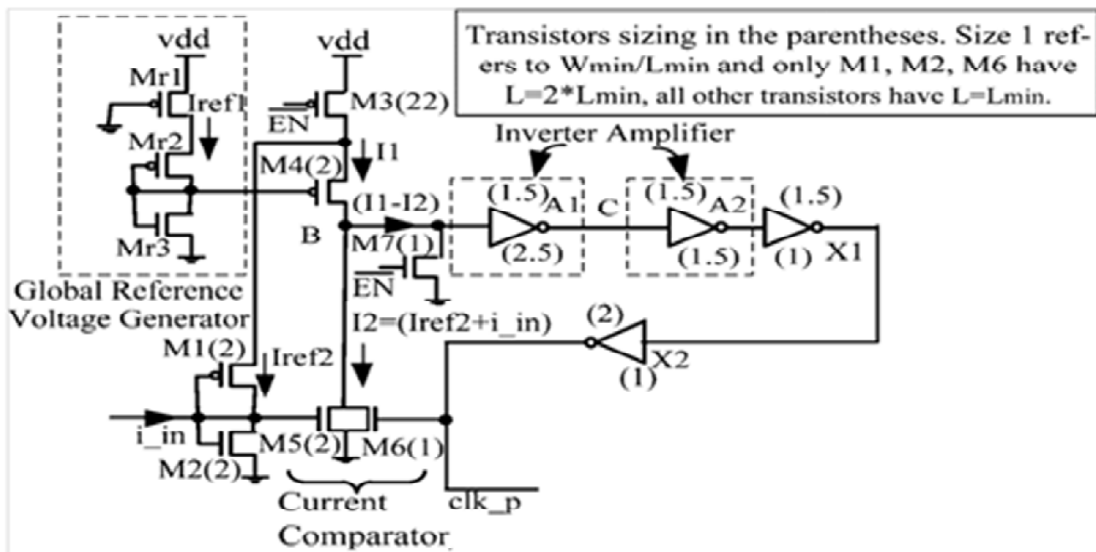 vdd
Mr1
Iref1
Mr2
Mr3
Global Reference
Voltage Generator
vdd
M3(22)
EN
I1
M4(2)
(I1-I2)
B
M7(1)
EN
I2=(Iref2+i_in)
M1(2)
Iref2
i_in
M2(2)
M5(2)
M6(1)
Current
Comparator
clk_p
Transistors sizing in the parentheses. Size 1 ref-
ers to Wmin/Lmin and only M1, M2, M6 have
L=2*Lmin, all other transistors have L=Lmin.
Inverter Amplifier
(1.5)
A1
(2.5)
C
(1.5)
A2
(1.5)
(1.5)
(1)
X1
(2)
X2
(1)